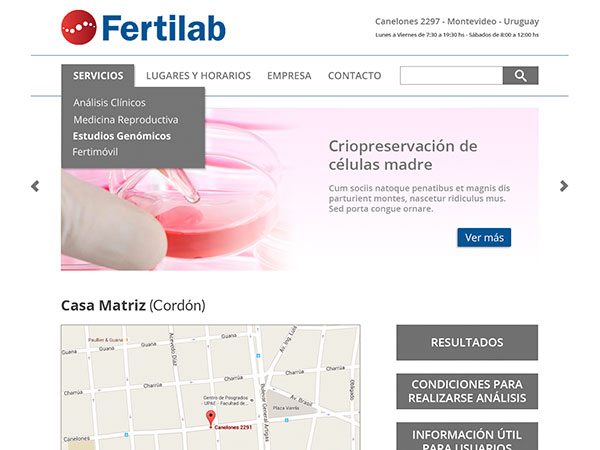 Fertilab
Canelones 2297 - Montevideo - Uruguay
Lunes a Viernes de 7:30 a 19:30 hs - Sábados de 8:00 a 12:00 hs
SERVICIOS
LUGARES Y HORARIOS
EMPRESA
CONTACTO
Análisis Clínicos
Medicina Reproductiva
Estudios Genómicos
Fertimóvil
Criopreservación de
células madre
Cum sociis natoque penatibus et magnis dis
parturient montes, nascetur ridiculus mus.
Sed porta congue ornare.
Ver más
Casa Matriz (Cordón)
Paullier & Guana
Guana
Guana
Guana
Acevedo Díaz
Av. Ing. Luis
Charrúa
Charrúa
Charrúa
Charrúa
Centro de Posgrados
- UPAE - Facultad de...
Bulevar General Artigas
Av. Brasil
Plaza Varela
Obligado
Canelones 2291
Canelones
RESULTADOS
CONDICIONES PARA
REALIZARSE ANÁLISIS
INFORMACIÓN ÚTIL
PARA USUARIOS